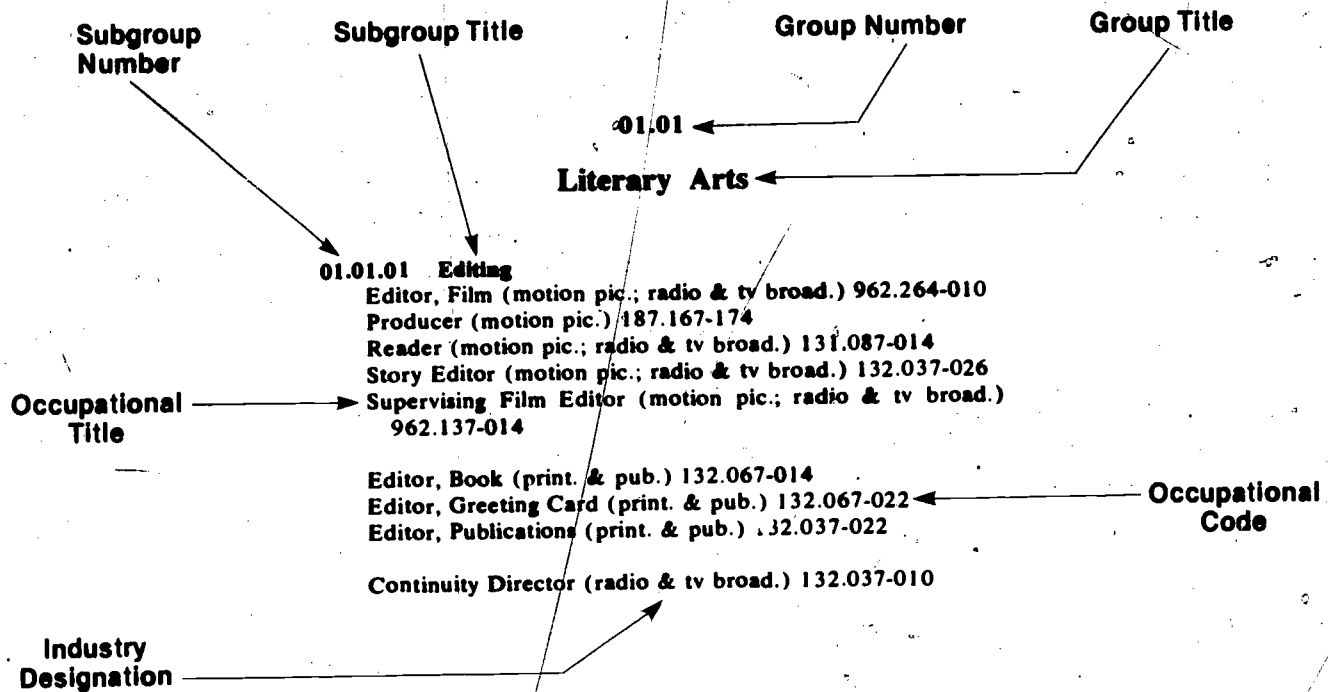 Subgroup Number
Subgroup Title
Group Number
Group Title
01.01
Literary Arts
01.01.01 Editing
Editor, Film (motion pic.; radio & tv broad.) 962.264-010
Producer (motion pic.) 187.167-174
Reader (motion pic.; radio & tv broad.) 131.087-014
Story Editor (motion pic.; radio & tv broad.) 132.037-026
Occupational Title
Supervising Film Editor (motion pic.; radio & tv broad.)
962.137-014
Editor, Book (print. & pub.) 132.067-014
Editor, Greeting Card (print. & pub.) 132.067-022
Occupational Code
Editor, Publications (print. & pub.) 132.037-022
Continuity Director (radio & tv broad.) 132.037-010
Industry Designation